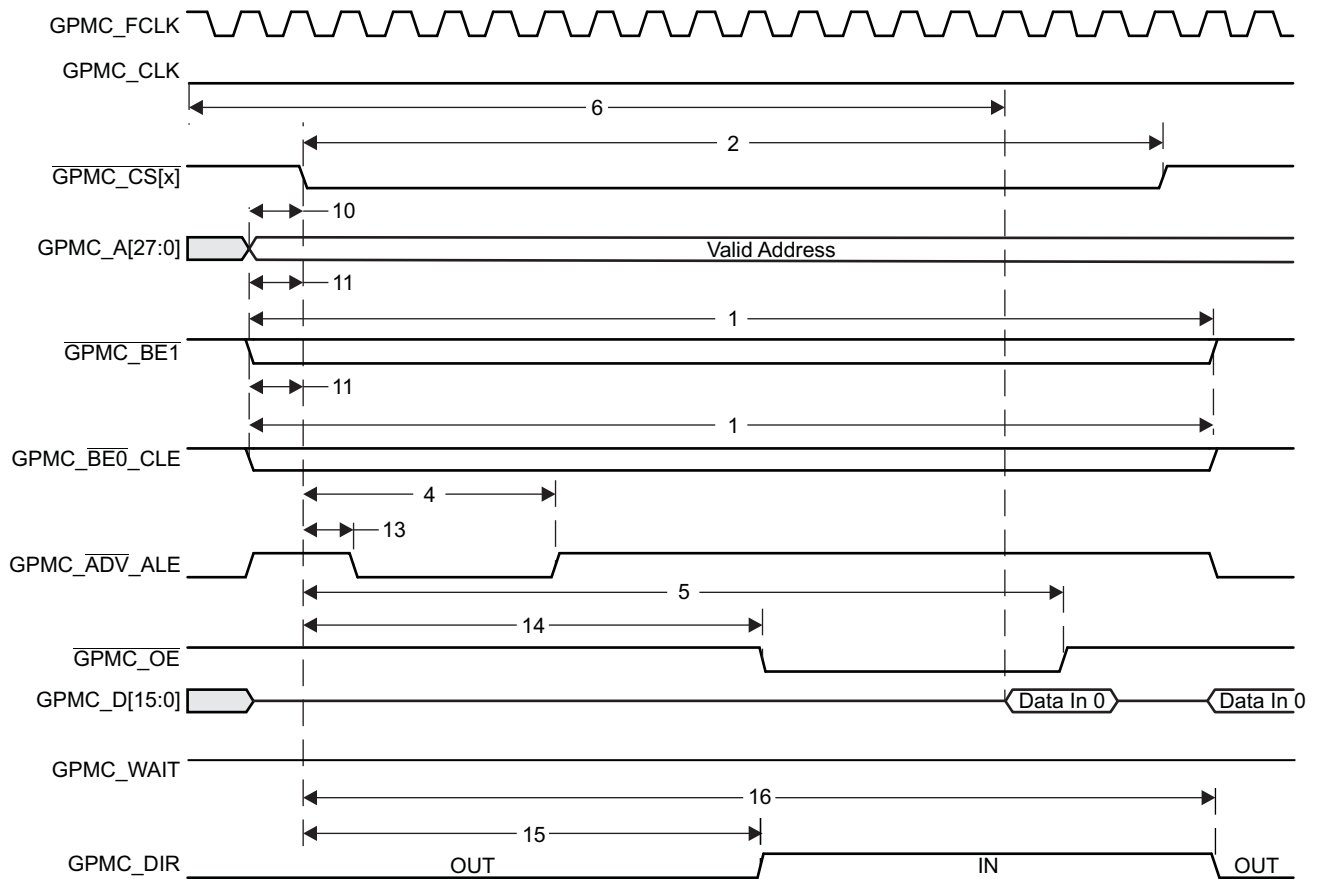 GPMC_FCLK
GPMC_CLK
6
2
GPMC_CS[x]
10
GPMC_A[27:0]
Valid Address
11
1
GPMC_BE1
11
1
GPMC_BE0_CLE
4
13
GPMC_ADV_ALE
5
14
GPMC_OE
GPMC_D[15:0]
Data In 0
Data In 0
GPMC_WAIT
16
15
GPMC_DIR
OUT
IN
OUT